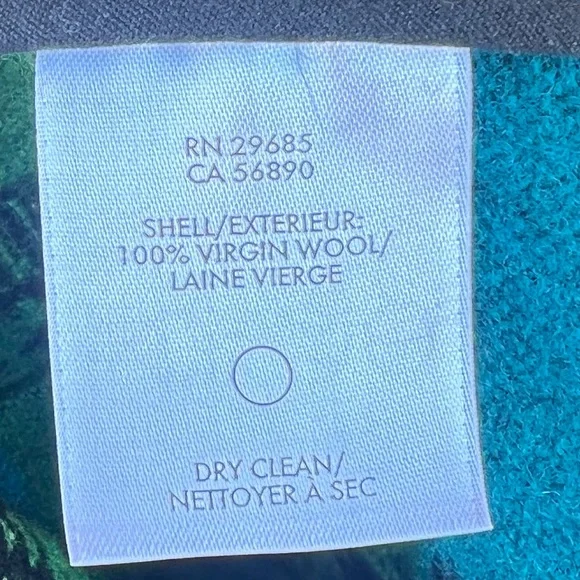 RN 29685
CA 56890
SHELL/EXTERIEUR:
100% VIRGIN WOOL/
LAINE VIERGE
DRY CLEAN/
NETTOYER À SEC